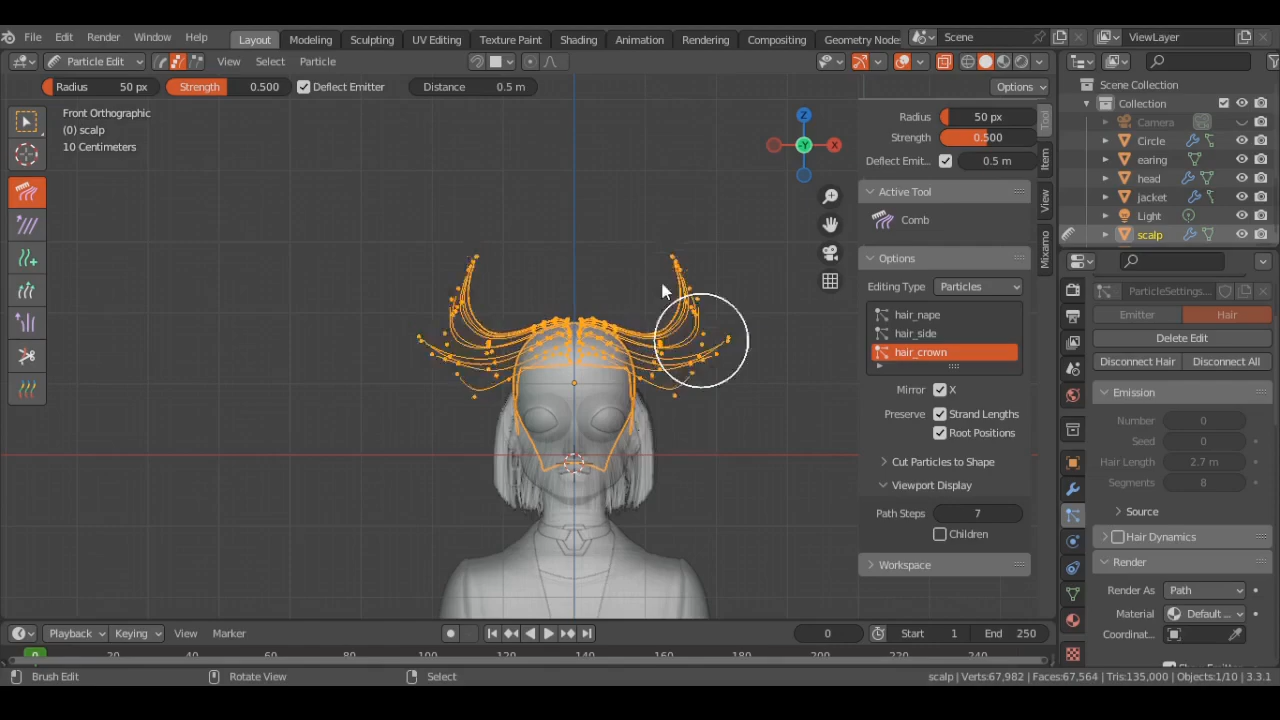 File Edit Render Window Help Layout Modeling Sculpting UV Editing Texture Paint Shading Animation Rendering Compositing Geometry Node Scene ViewLayer
Particle Edit View Select Particle
Radius 50 px Strength 0.500 Deflect Emitter Distance 0.5 m Options
Scene Collection
Collection
Camera
Circle
earing
head
jacket
Light
scalp
Front Orthographic
(0) scalp
10 Centimeters
Z
-Y
X
Radius 50 px
Strength 0.500
Deflect Emit... 0.5 m
Active Tool
Comb
Options
Editing Type Particles
hair_nape
hair_side
hair_crown
Mirror X
Preserve Strand Lengths
Root Positions
Cut Particles to Shape
Viewport Display
Path Steps 7
Children
Workspace
Tool
Item
View
Mixamo
ParticleSettings...
Emitter Hair
Delete Edit
Disconnect Hair Disconnect All
Emission
Number 0
Seed 0
Hair Length 2.7 m
Segments 8
Source
Hair Dynamics
Render
Render As Path
Material Default ...
Coordinat...
Playback Keying View Marker 0 Start 1 End 250
0
Brush Edit Rotate View Select scalp | Verts:67,982 | Faces:67,564 | Tris:135,000 | Objects:1/10 | 3.3.1